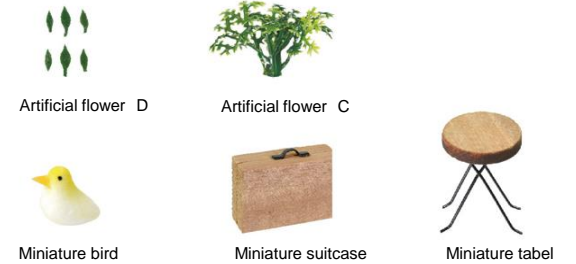 Artificial flower D
Artificial flower C
Miniature bird
Miniature suitcase
Miniature tabel